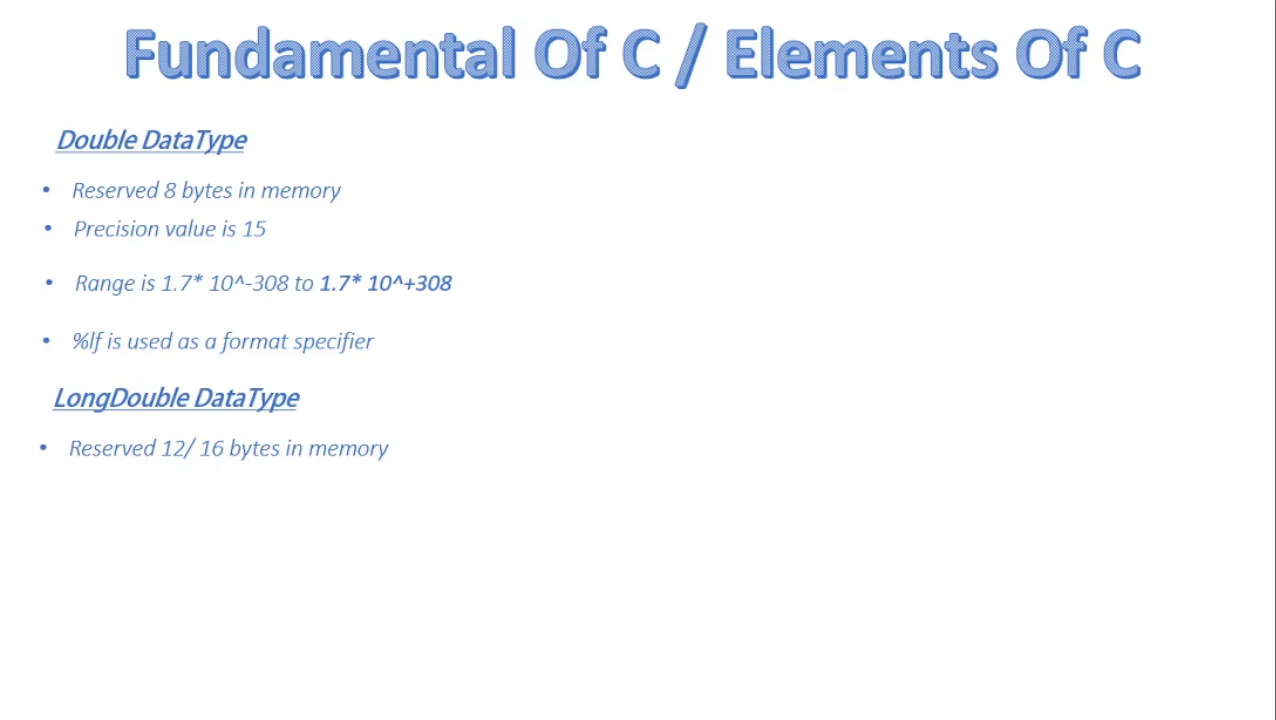 Fundamental Of C / Elements Of C
Double DataType
• Reserved 8 bytes in memory
• Precision value is 15
• Range is 1.7* 10^-308 to 1.7* 10^+308
• %lf is used as a format specifier
LongDouble DataType
• Reserved 12/ 16 bytes in memory